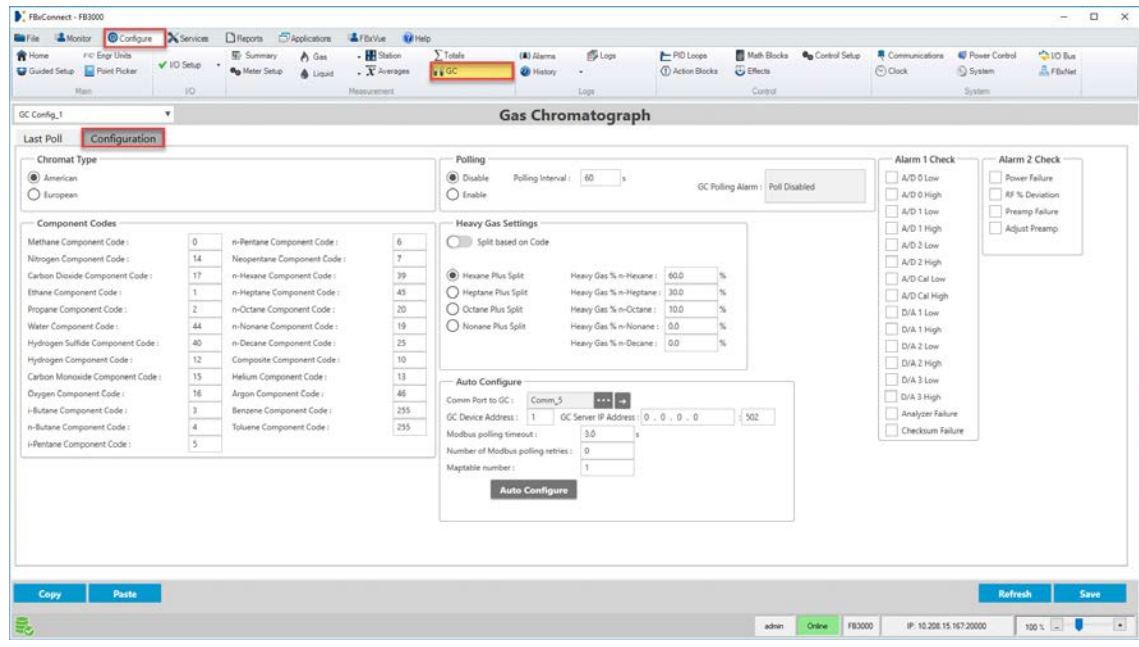 FBxConnect - FB3000
File Monitor Configure Services Reports Applications FBxVue Help
Home Engr Units I/O Setup Summary Gas Station Totals Alarms Logs PID Loops Math Blocks Control Setup Communications Power Control I/O Bus
Guided Setup Point Picker Meter Setup Liquid Averages GC History Action Blocks Effects Clock System FBxNet
Main I/O Measurement Logs Control System
GC Config_1
Gas Chromatograph
Last Poll Configuration
Chromat Type
American
European
Component Codes
Methane Component Code : 0 n-Pentane Component Code : 6
Nitrogen Component Code : 14 Neopentane Component Code : 7
Carbon Dioxide Component Code : 17 n-Hexane Component Code : 39
Ethane Component Code : 1 n-Heptane Component Code : 45
Propane Component Code : 2 n-Octane Component Code : 20
Water Component Code : 44 n-Nonane Component Code : 19
Hydrogen Sulfide Component Code : 40 n-Decane Component Code : 25
Hydrogen Component Code : 12 Composite Component Code : 10
Carbon Monoxide Component Code : 15 Helium Component Code : 13
Oxygen Component Code : 16 Argon Component Code : 46
i-Butane Component Code : 3 Benzene Component Code : 255
n-Butane Component Code : 4 Toluene Component Code : 255
i-Pentane Component Code : 5
Polling
Disable Polling Interval : 60 s
Enable
GC Polling Alarm : Poll Disabled
Heavy Gas Settings
Split based on Code
Hexane Plus Split Heavy Gas % n-Hexane : 60.0 %
Heptane Plus Split Heavy Gas % n-Heptane : 30.0 %
Octane Plus Split Heavy Gas % n-Octane : 10.0 %
Nonane Plus Split Heavy Gas % n-Nonane : 0.0 %
Heavy Gas % n-Decane : 0.0 %
Auto Configure
Comm Port to GC : Comm_5 ...
GC Device Address : 1 GC Server IP Address : 0 . 0 . 0 . 0 : 502
Modbus polling timeout : 3.0 s
Number of Modbus polling retries : 0
Maptable number : 1
Auto Configure
Alarm 1 Check
A/D 0 Low
A/D 0 High
A/D 1 Low
A/D 1 High
A/D 2 Low
A/D 2 High
A/D Cal Low
A/D Cal High
D/A 1 Low
D/A 1 High
D/A 2 Low
D/A 2 High
D/A 3 Low
D/A 3 High
Analyzer Failure
Checksum Failure
Alarm 2 Check
Power Failure
RF % Deviation
Preamp Failure
Adjust Preamp
Copy Paste Refresh Save
admin Online FB3000 IP: 10.208.15.167:20000 100 %